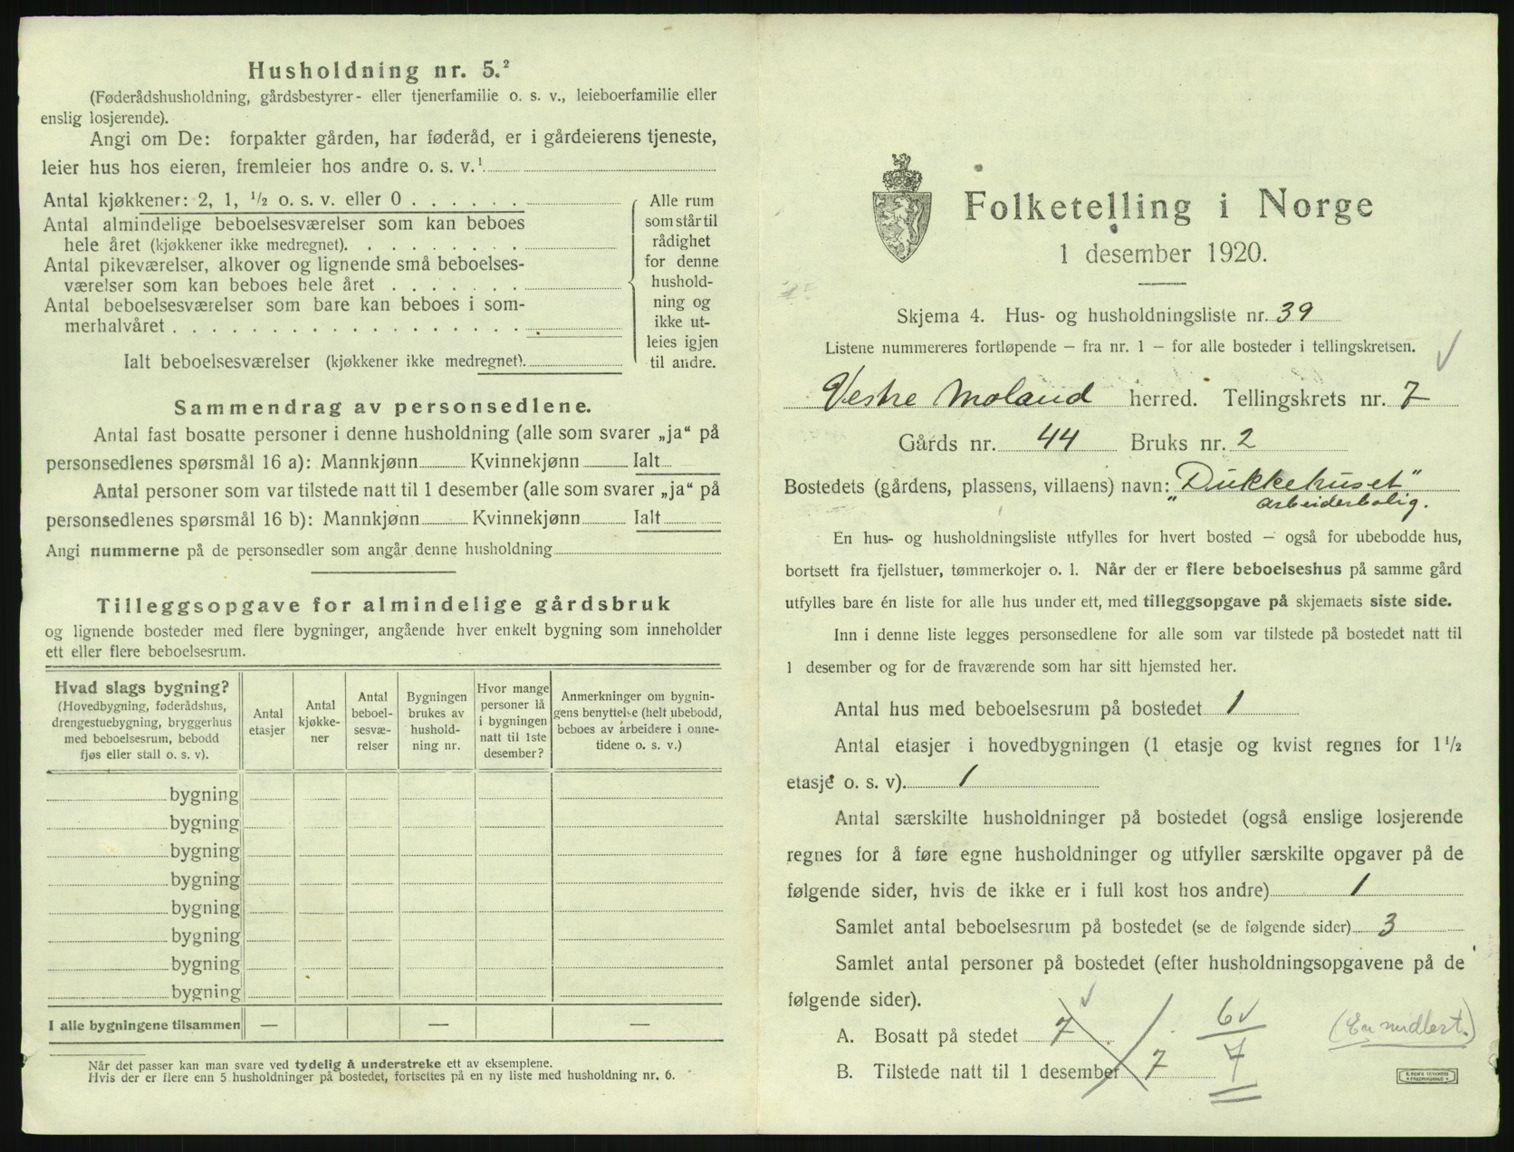 Husholdning nr. 5.²
(Føderådshusholdning, gårdsbestyrer- eller tjenerfamilie o. s. v., leieboerfamilie eller
enslig losjerende).
Angi om De: forpakter gården, har føderåd, er i gårdeierens tjeneste,
leier hus hos eieren, fremleier hos andre o. s. v.¹
Antal kjøkkener: 2, 1, ½ o. s. v. eller 0 . . . . . .
Antal almindelige beboelsesværelser som kan beboes
hele året (kjøkkener ikke medregnet). . . . . . . . .
Antal pikeværelser, alkover og lignende små beboelses-
værelser som kan beboes hele året . . . . . . .
Antal beboelsesværelser som bare kan beboes i som-
merhalvåret . . . . . . . . . . . . . . . . . .
Ialt beboelsesværelser (kjøkkener ikke medregnet).
Alle rum
som står til
rådighet
for denne
hushold-
ning og
ikke ut-
leies igjen
til andre.
Sammendrag av personsedlene.
Antal fast bosatte personer i denne husholdning (alle som svarer „ja“ på
personsedlenes spørsmål 16 a): Mannkjønn Kvinnekjønn Ialt
Antal personer som var tilstede natt til 1 desember (alle som svarer „ja“ på
personsedlenes spørsmål 16 b): Mannkjønn Kvinnekjønn Ialt
Angi nummerne på de personsedler som angår denne husholdning
Tilleggsopgave for almindelige gårdsbruk
og lignende bosteder med flere bygninger, angående hver enkelt bygning som inneholder
ett eller flere beboelsesrum.
Hvad slags bygning?
(Hovedbygning, føderådshus,
drengestuebygning, bryggerhus
med beboelsesrum, bebodd
fjøs eller stall o. s. v).
Antal
etasjer
Antal
kjøkke-
ner
Antal
beboel-
sesvæ-
relser
Bygningen
brukes av
hushold-
ning nr.
Hvor mange
personer lå
i bygningen
natt til 1ste
desember?
Anmerkninger om bygnin-
gens benyttelse (helt ubebodd,
beboes av arbeidere i onne-
tidene o. s. v.)
bygning
bygning
bygning
bygning
bygning
bygning
bygning
bygning
I alle bygningene tilsammen — — —
Når det passer kan man svare ved tydelig å understreke ett av eksemplene.
Hvis der er flere enn 5 husholdninger på bostedet, fortsettes på en ny liste med husholdning nr. 6.
Folketelling i Norge
1 desember 1920.
Skjema 4. Hus- og husholdningsliste nr. 39
Listene nummereres fortløpende — fra nr. 1 — for alle bosteder i tellingskretsen.
Vestre Moland herred. Tellingskrets nr. 7
Gårds nr. 44 Bruks nr. 2
Bostedets (gårdens, plassens, villaens) navn: "Dukkehuset"
arbeiderbolig.
En hus- og husholdningsliste utfylles for hvert bosted — også for ubebodde hus,
bortsett fra fjellstuer, tømmerkojer o. l. Når der er flere beboelseshus på samme gård
utfylles bare én liste for alle hus under ett, med tilleggsopgave på skjemaets siste side.
Inn i denne liste legges personsedlene for alle som var tilstede på bostedet natt til
1 desember og for de fraværende som har sitt hjemsted her.
Antal hus med beboelsesrum på bostedet 1
Antal etasjer i hovedbygningen (1 etasje og kvist regnes for 1½
etasje o. s. v). 1
Antal særskilte husholdninger på bostedet (også enslige losjerende
regnes for å føre egne husholdninger og utfyller særskilte opgaver på de
følgende sider, hvis de ikke er i full kost hos andre) 1
Samlet antal beboelsesrum på bostedet (se de følgende sider) 3
Samlet antal personer på bostedet (efter husholdningsopgavene på de
følgende sider).
A. Bosatt på stedet 7 6
B. Tilstede natt til 1 desember 7 7